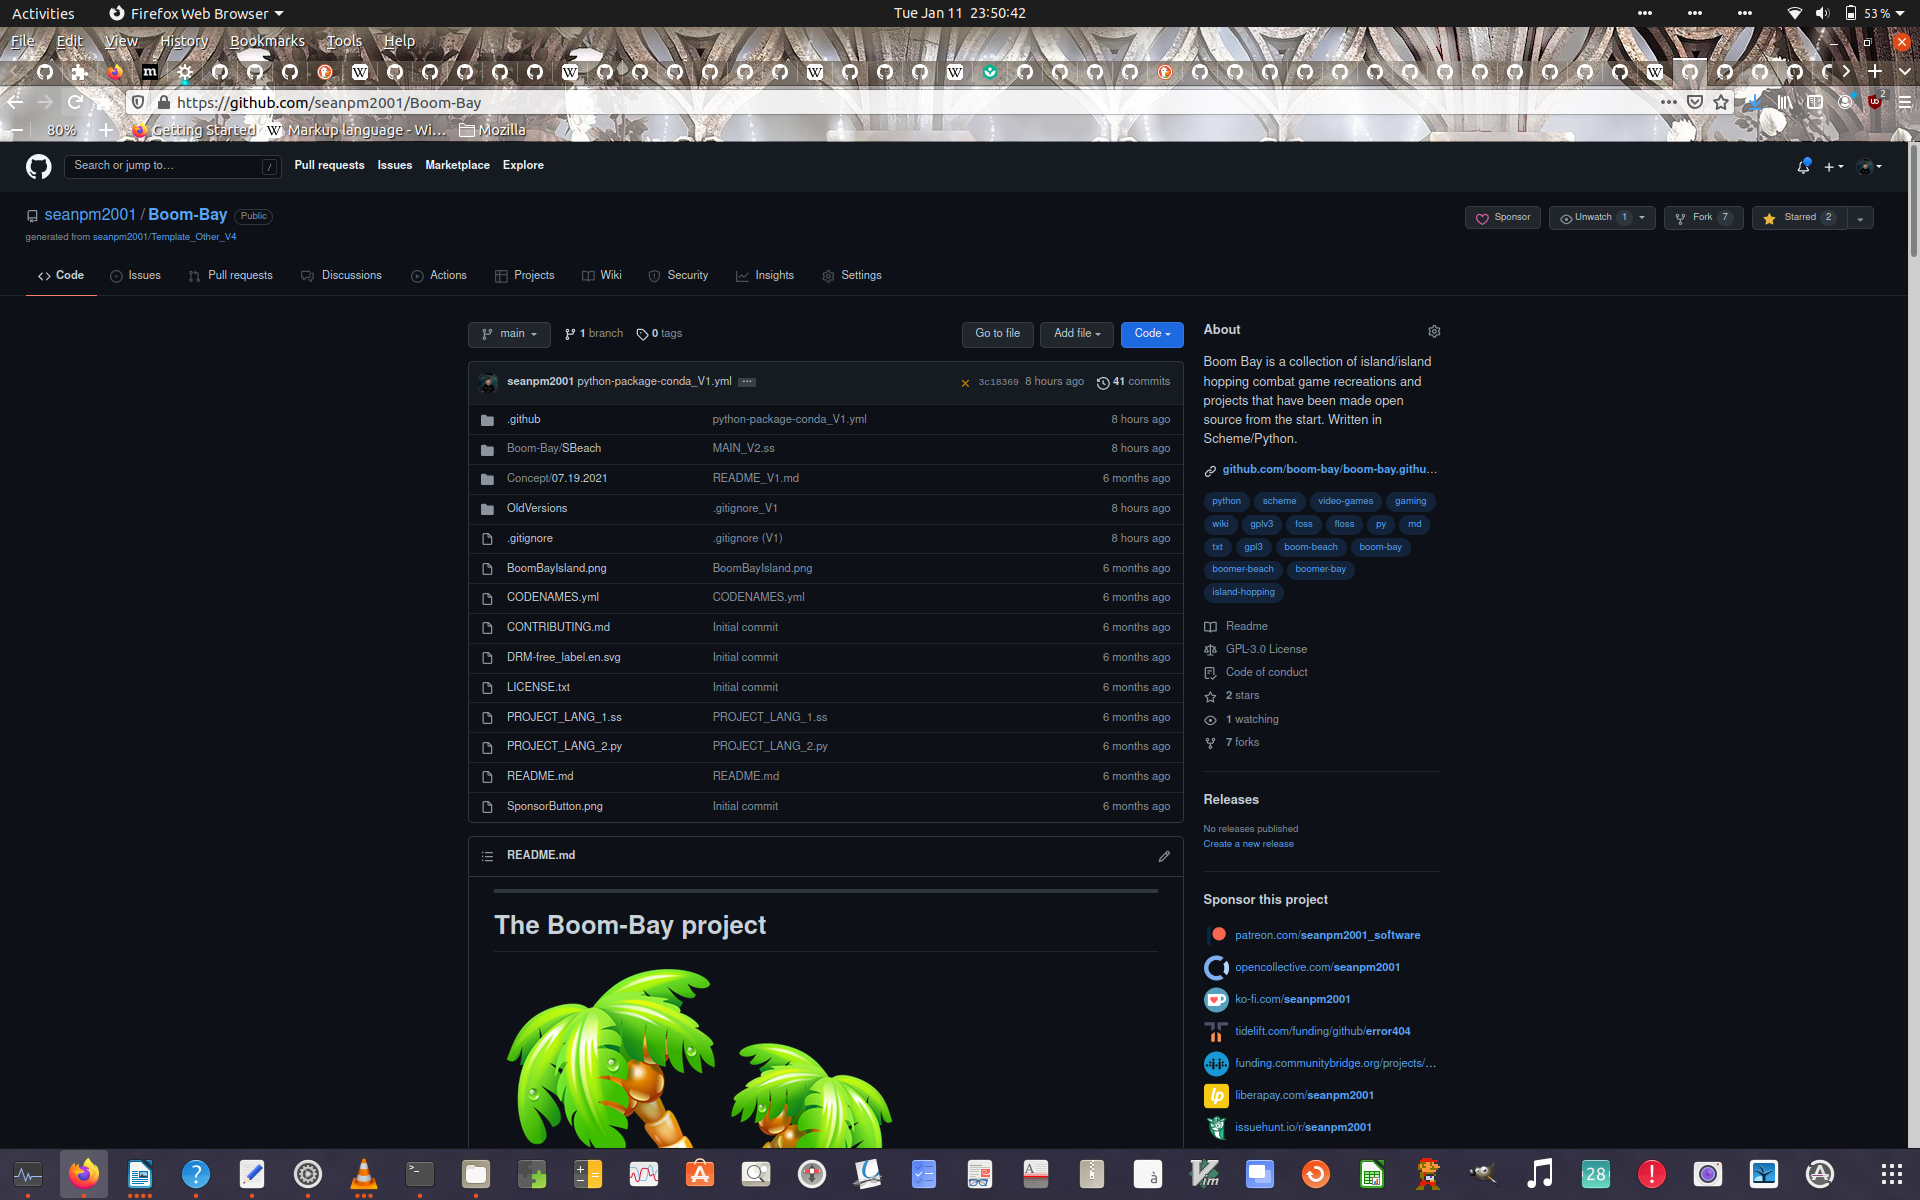 Activities Firefox Web Browser Tue Jan 11 23:50:42 53 %
File Edit View History Bookmarks Tools Help
https://github.com/seanpm2001/Boom-Bay
80% Getting Started Markup language - Wi… Mozilla
Search or jump to... / Pull requests Issues Marketplace Explore
seanpm2001 / Boom-Bay Public
generated from seanpm2001/Template_Other_V4
Sponsor Unwatch 1 Fork 7 Starred 2
Code Issues Pull requests Discussions Actions Projects Wiki Security Insights Settings
main 1 branch 0 tags Go to file Add file Code
seanpm2001 python-package-conda_V1.yml ... 3c18369 8 hours ago 41 commits
.github python-package-conda_V1.yml 8 hours ago
Boom-Bay/SBeach MAIN_V2.ss 8 hours ago
Concept/07.19.2021 README_V1.md 6 months ago
OldVersions .gitignore_V1 8 hours ago
.gitignore .gitignore (V1) 8 hours ago
BoomBayIsland.png BoomBayIsland.png 6 months ago
CODENAMES.yml CODENAMES.yml 6 months ago
CONTRIBUTING.md Initial commit 6 months ago
DRM-free_label.en.svg Initial commit 6 months ago
LICENSE.txt Initial commit 6 months ago
PROJECT_LANG_1.ss PROJECT_LANG_1.ss 6 months ago
PROJECT_LANG_2.py PROJECT_LANG_2.py 6 months ago
README.md README.md 6 months ago
SponsorButton.png Initial commit 6 months ago
README.md
The Boom-Bay project
About
Boom Bay is a collection of island/island
hopping combat game recreations and
projects that have been made open
source from the start. Written in
Scheme/Python.
github.com/boom-bay/boom-bay.githu…
python scheme video-games gaming
wiki gplv3 foss floss py md
txt gpl3 boom-beach boom-bay
boomer-beach boomer-bay
island-hopping
Readme
GPL-3.0 License
Code of conduct
2 stars
1 watching
7 forks
Releases
No releases published
Create a new release
Sponsor this project
patreon.com/seanpm2001_software
opencollective.com/seanpm2001
ko-fi.com/seanpm2001
tidelift.com/funding/github/error404
funding.communitybridge.org/projects/…
liberapay.com/seanpm2001
issuehunt.io/r/seanpm2001
28